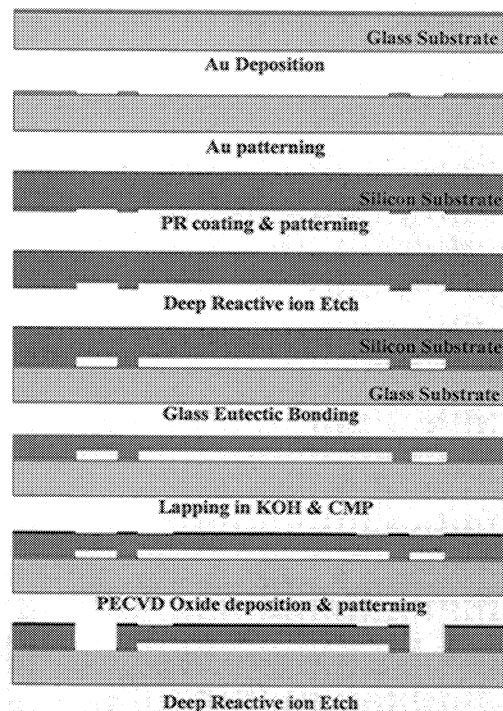 Glass Substrate
Au Deposition
Au patterning
Silicon Substrate
PR coating & patterning
Deep Reactive ion Etch
Silicon Substrate
Glass Substrate
Glass Eutectic Bonding
Lapping in KOH & CMP
PECVD Oxide deposition & patterning
Deep Reactive ion Etch